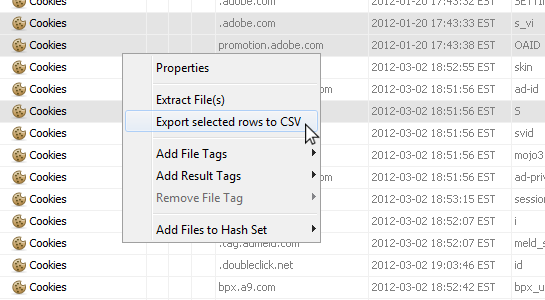 Cookies .adobe.com 2012-01-20 17:43:32 EST
Cookies .adobe.com 2012-01-20 17:43:33 EST s_vi
Cookies promotion.adobe.com 2012-01-20 17:43:38 EST OAID
Cookies 2012-03-02 18:52:55 EST skin
Properties
Cookies 2012-03-02 18:51:56 EST ad-id
Extract File(s)
Cookies 2012-03-02 18:51:56 EST S
Export selected rows to CSV
Cookies 2012-03-02 18:51:56 EST svid
Cookies 2012-03-02 18:51:56 EST mojo3
Add File Tags
Cookies 2012-03-02 18:51:56 EST ad-priv
Add Result Tags
Cookies 2012-03-02 18:53:15 EST session
Remove File Tag
Cookies 2012-03-02 18:52:07 EST i
Add Files to Hash Set
Cookies .tag.admeld.com 2012-03-02 18:52:07 EST meld_s
Cookies .doubleclick.net 2012-03-02 19:03:46 EST id
Cookies bpx.a9.com 2012-03-02 18:52:07 EST bpx_u